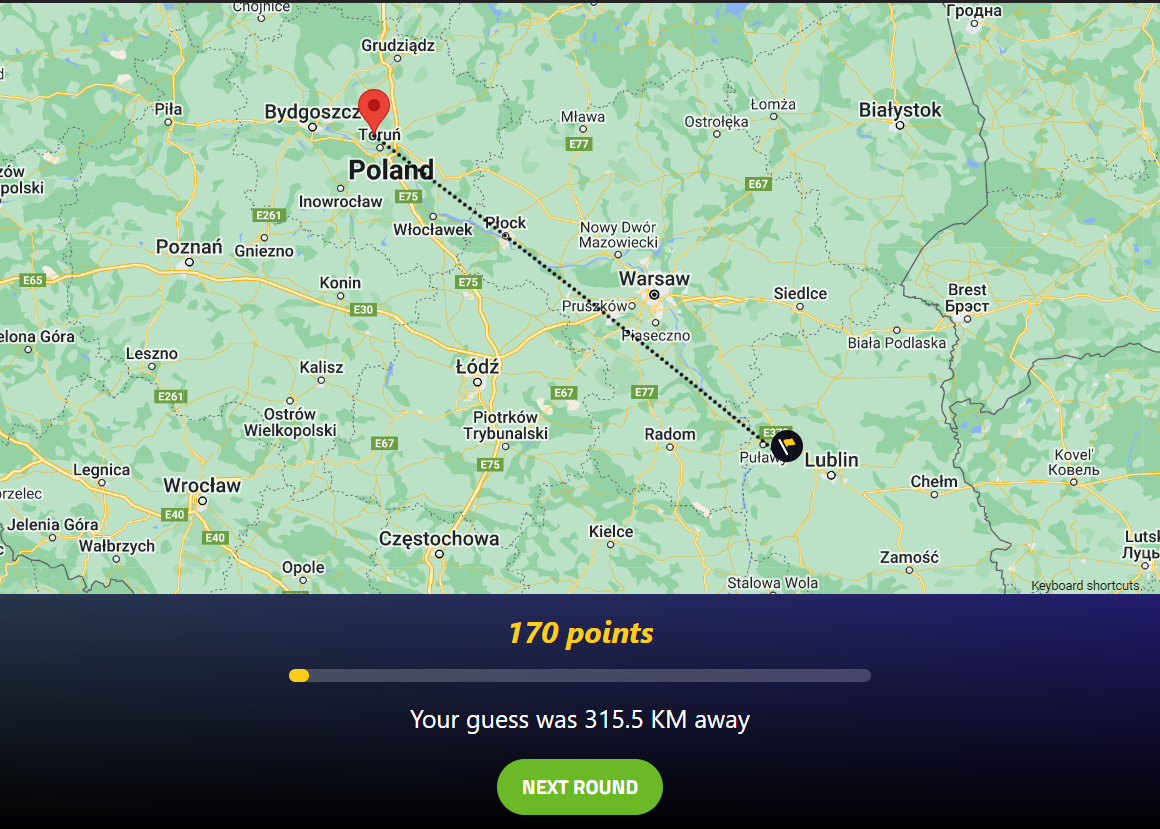 Chojnice
Гродна
Grudziądz
Piła
Bydgoszcz
Toruń
Mława
Łomża
Ostrołęka
Białystok
E77
Poland
E67
polski
Inowrocław
E75
E261
Włocławek
Płock
Nowy Dwór
Mazowiecki
Poznań
Gniezno
E65
Konin
E75
Warsaw
Siedlce
Brest
Брэст
E30
Pruszków
Piaseczno
Biała Podlaska
elona Góra
Leszno
Kalisz
Łódź
E261
E67
E77
Ostrów
Wielkopolski
Piotrków
Trybunalski
E67
Radom
E37
Puławy
Lublin
Kovel'
Ковель
E75
Legnica
Wrocław
Chełm
orzelec
E40
Jelenia Góra
E40
Wałbrzych
Częstochowa
Kielce
Zamość
Lutsk
Луць
Opole
Stalowa Wola
Keyboard shortcuts
170 points
Your guess was 315.5 KM away
NEXT ROUND